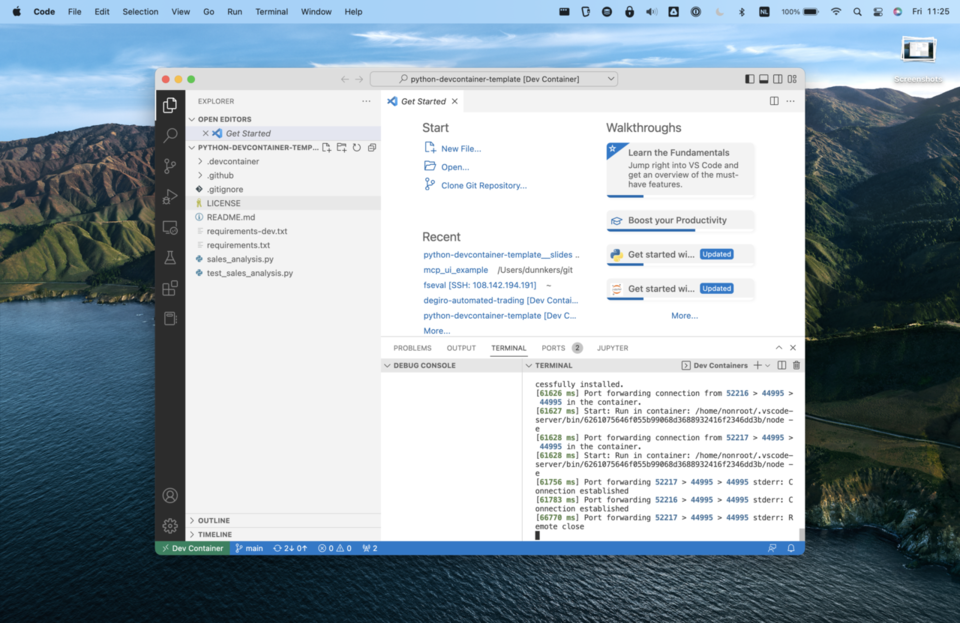 Code File Edit Selection View Go Run Terminal Window Help
NL 100% Fri 11:25
Screenshots
python-devcontainer-template [Dev Container]
EXPLORER
OPEN EDITORS
Get Started
PYTHON-DEVCONTAINER-TEMP...
.devcontainer
.github
.gitignore
LICENSE
README.md
requirements-dev.txt
requirements.txt
sales_analysis.py
test_sales_analysis.py
OUTLINE
TIMELINE
Get Started
Start
New File...
Open...
Clone Git Repository...
Recent
python-devcontainer-template__slides ..
mcp_ui_example /Users/dunnkers/git
fseval [SSH: 108.142.194.191] ~
degiro-automated-trading [Dev Contai...
python-devcontainer-template [Dev C...
More...
Walkthroughs
Learn the Fundamentals
Jump right into VS Code and
get an overview of the must-
have features.
Boost your Productivity
Get started wi... Updated
Get started wi... Updated
More...
PROBLEMS OUTPUT TERMINAL PORTS 2 JUPYTER
DEBUG CONSOLE
TERMINAL Dev Containers
cessfully installed.
[61626 ms] Port forwarding connection from 52216 > 44995 >
44995 in the container.
[61627 ms] Start: Run in container: /home/nonroot/.vscode-
server/bin/6261075646f055b99068d3688932416f2346dd3b/node -
e
[61628 ms] Port forwarding connection from 52217 > 44995 >
44995 in the container.
[61628 ms] Start: Run in container: /home/nonroot/.vscode-
server/bin/6261075646f055b99068d3688932416f2346dd3b/node -
e
[61756 ms] Port forwarding 52217 > 44995 > 44995 stderr: C
onnection established
[61783 ms] Port forwarding 52216 > 44995 > 44995 stderr: C
onnection established
[66770 ms] Port forwarding 52217 > 44995 > 44995 stderr: R
emote close
Dev Container main 2↓ 0↑ 0 0 2